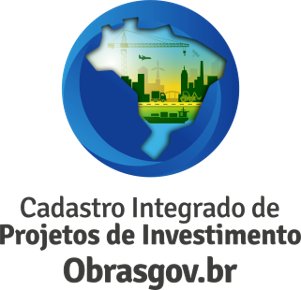 Cadastro Integrado de
Projetos de Investimento
Obrasgov.br